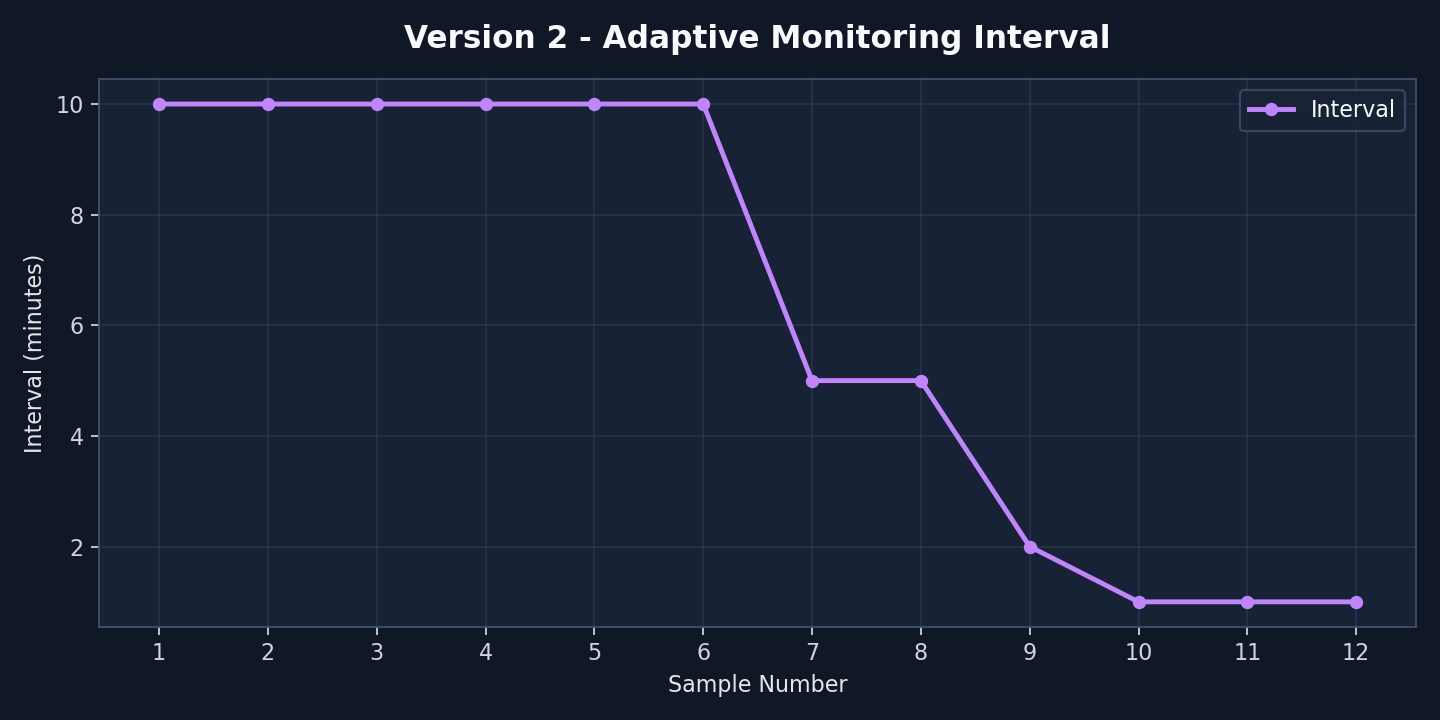 Version 2 - Adaptive Monitoring Interval
Interval
Interval (minutes)
10
8
6
4
2
1 2 3 4 5 6 7 8 9 10 11 12
Sample Number